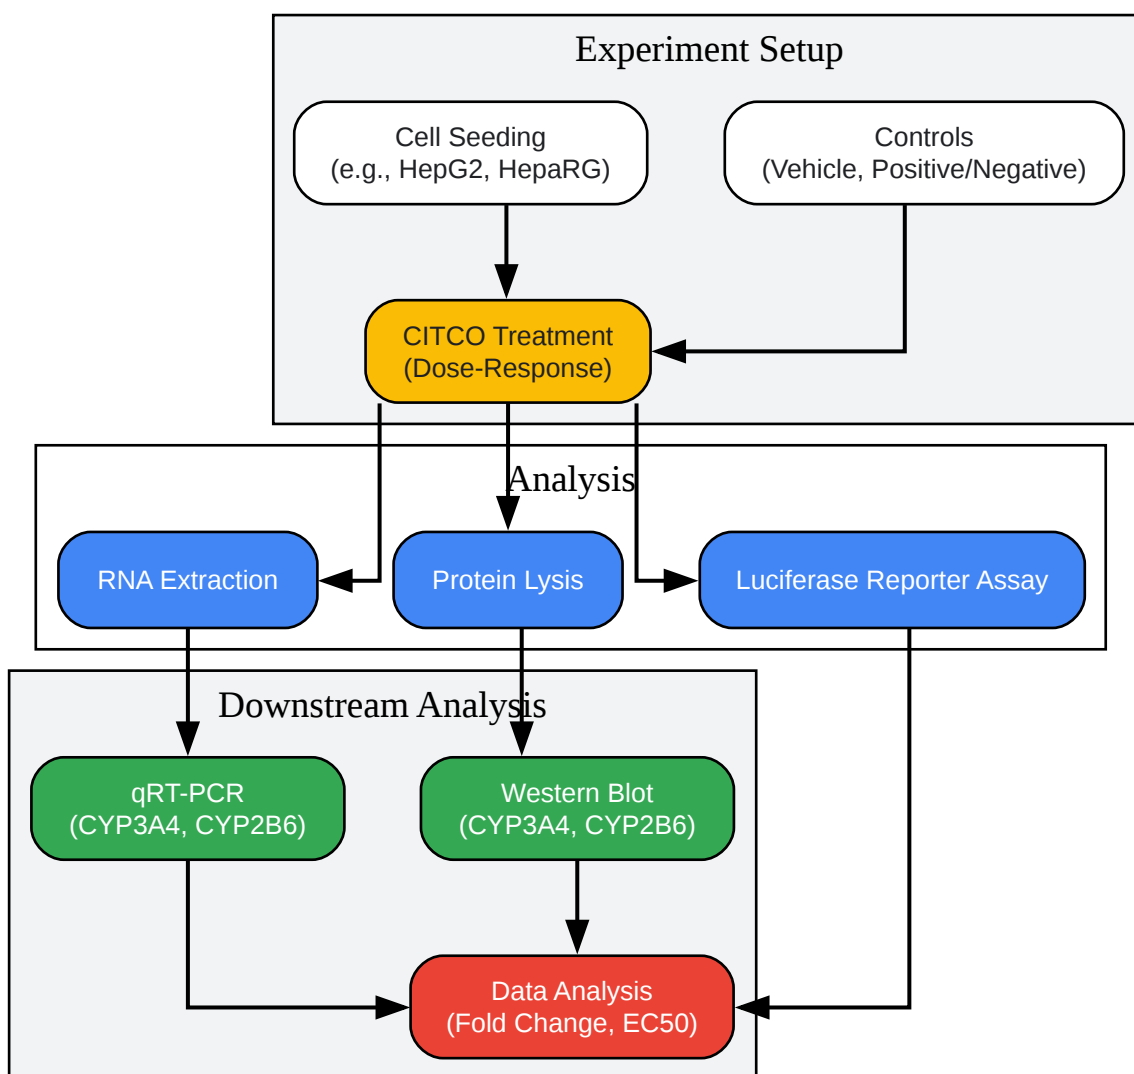 Experiment Setup
Cell Seeding
(e.g., HepG2, HepaRG)
Controls
(Vehicle, Positive/Negative)
CITCO Treatment
(Dose-Response)
Analysis
RNA Extraction
Protein Lysis
Luciferase Reporter Assay
Downstream Analysis
qRT-PCR
(CYP3A4, CYP2B6)
Western Blot
(CYP3A4, CYP2B6)
Data Analysis
(Fold Change, EC50)